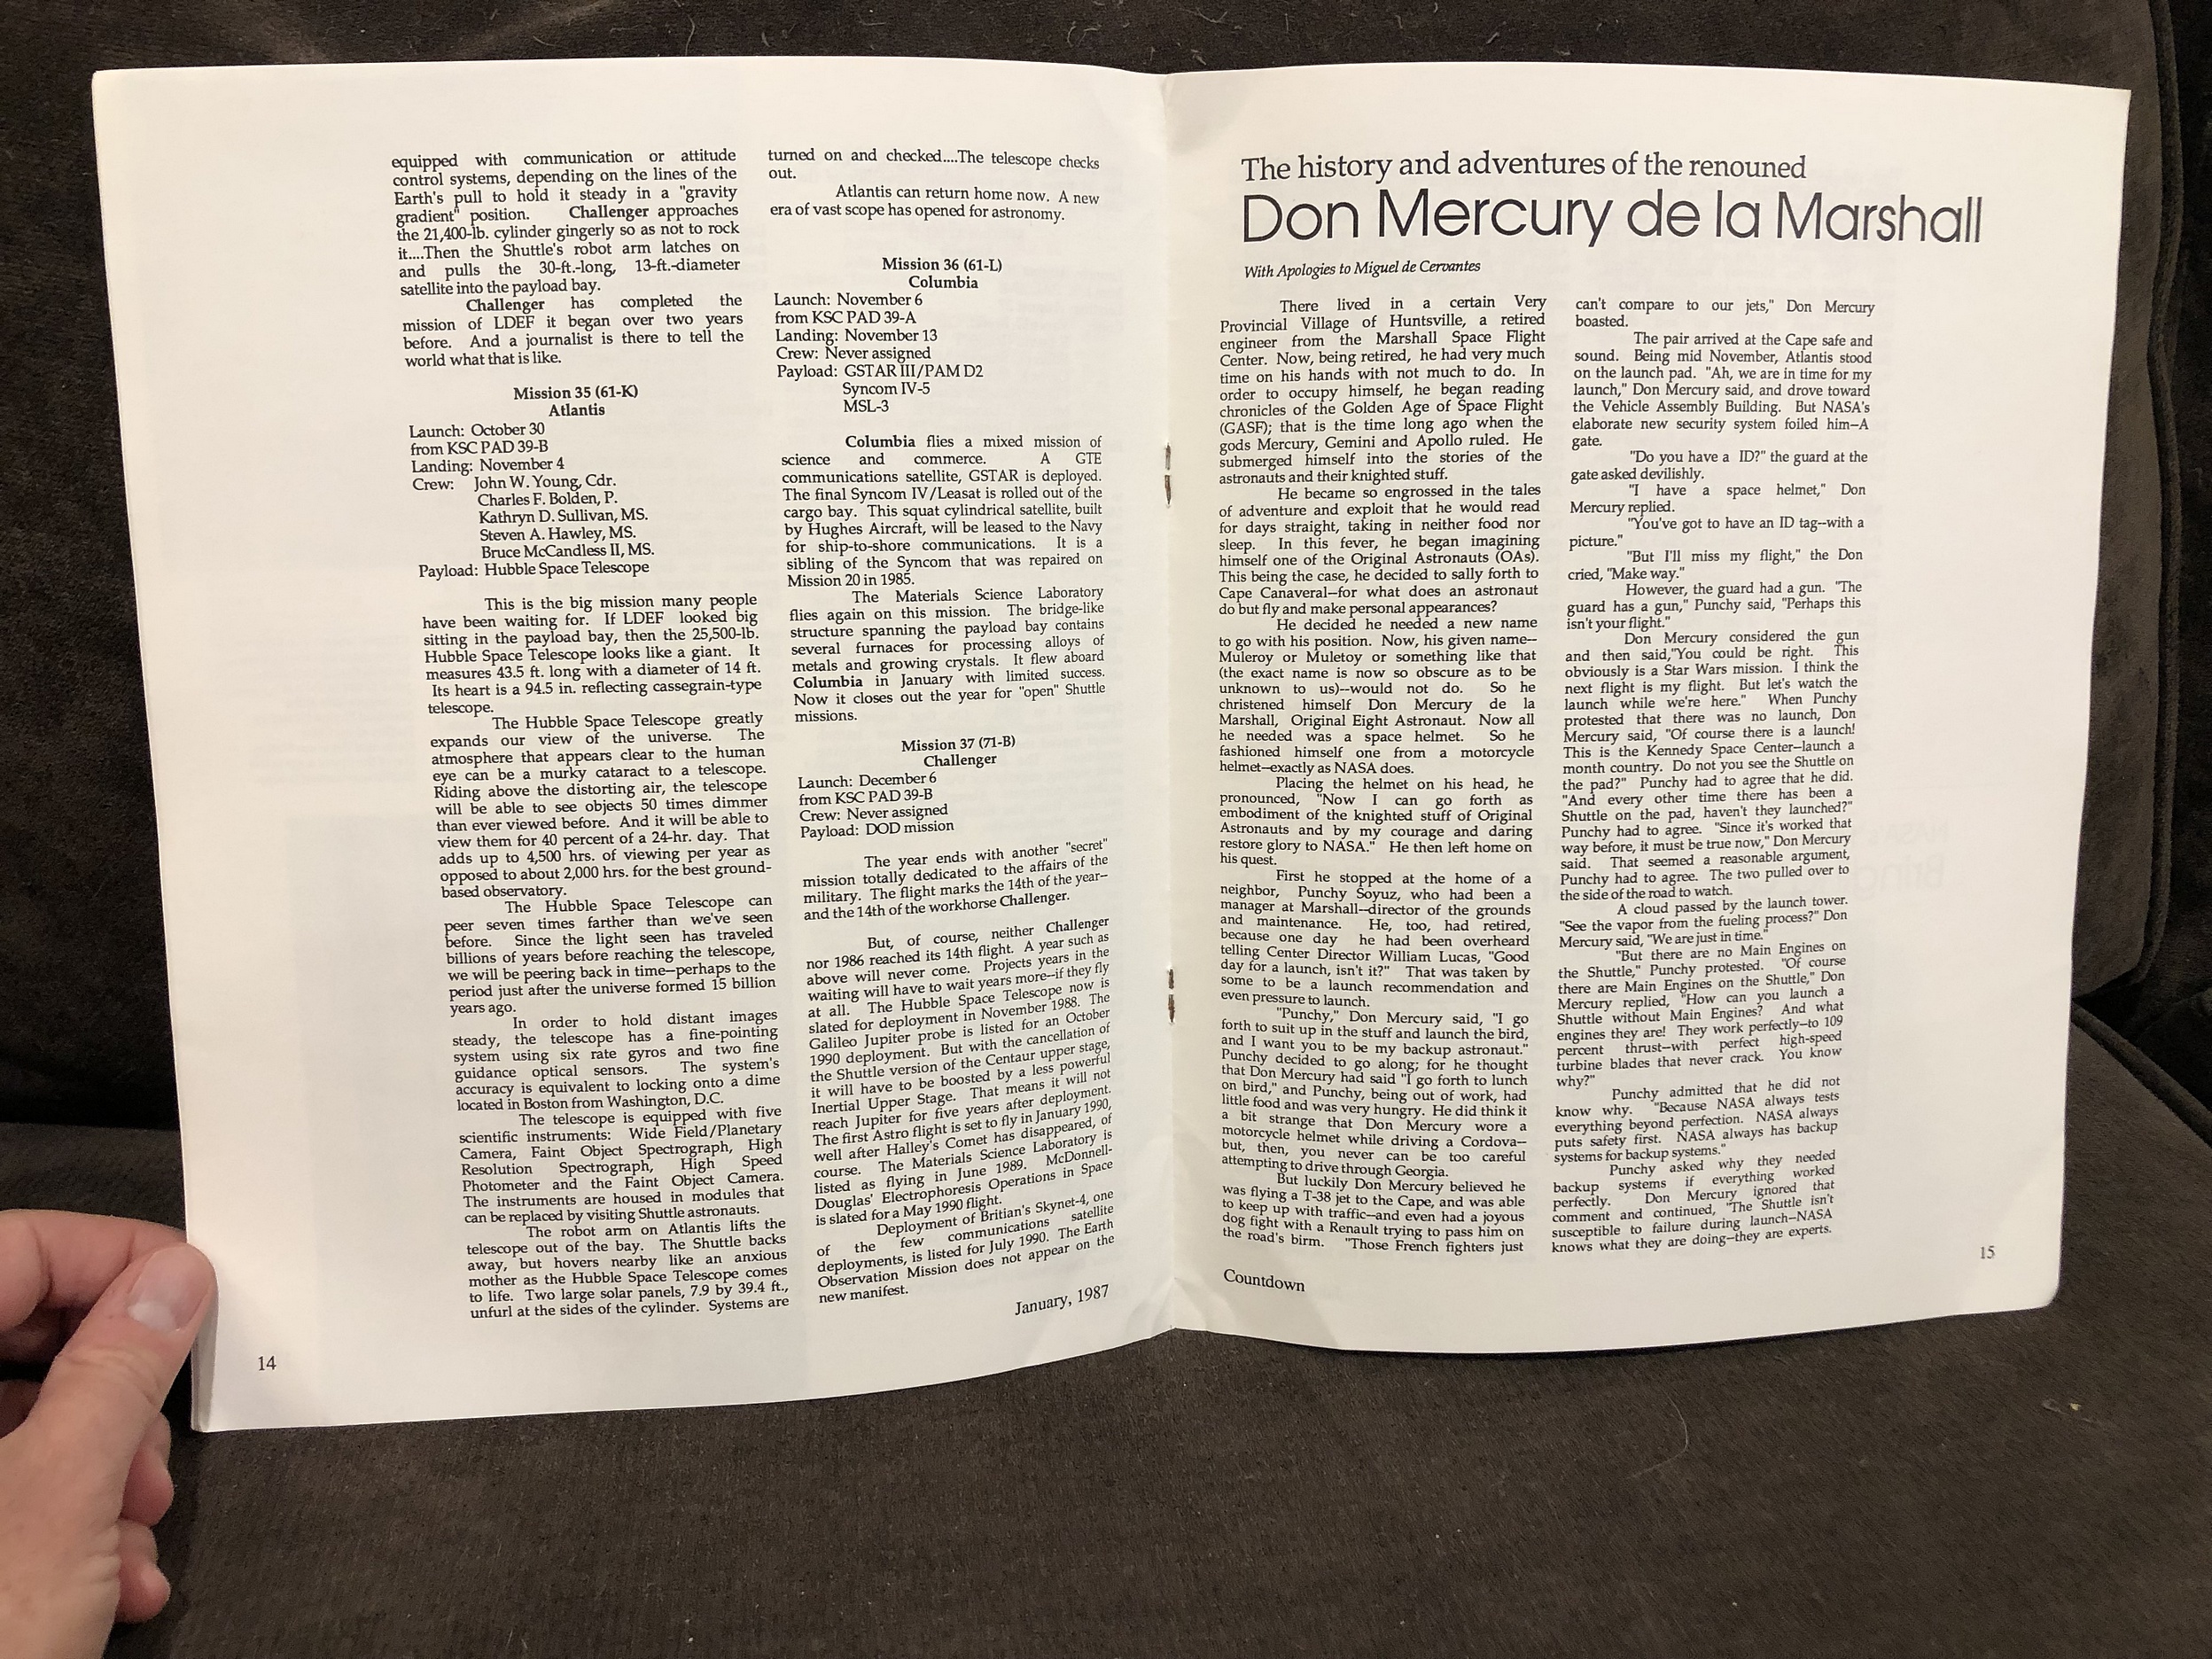 equipped with communication or attitude
control systems, depending on the lines of the
Earth's pull to hold it steady in a "gravity
gradient" position. Challenger approaches
the 21,400-lb. cylinder gingerly so as not to rock
it....Then the Shuttle's robot arm latches on
and pulls the 30-ft.-long, 13-ft.-diameter
satellite into the payload bay.
Challenger has completed the
mission of LDEF it began over two years
before. And a journalist is there to tell the
world what that is like.
Mission 35 (61-K)
Atlantis
Launch: October 30
from KSC PAD 39-B
Landing: November 4
Crew: John W. Young, Cdr.
Charles F. Bolden, P.
Kathryn D. Sullivan, MS.
Steven A. Hawley, MS.
Bruce McCandless II, MS.
Payload: Hubble Space Telescope
This is the big mission many people
have been waiting for. If LDEF looked big
sitting in the payload bay, then the 25,500-lb.
Hubble Space Telescope looks like a giant. It
measures 43.5 ft. long with a diameter of 14 ft.
Its heart is a 94.5 in. reflecting cassegrain-type
telescope.
The Hubble Space Telescope greatly
expands our view of the universe. The
atmosphere that appears clear to the human
eye can be a murky cataract to a telescope.
Riding above the distorting air, the telescope
will be able to see objects 50 times dimmer
than ever viewed before. And it will be able to
view them for 40 percent of a 24-hr. day. That
adds up to 4,500 hrs. of viewing per year as
opposed to about 2,000 hrs. for the best ground-
based observatory.
The Hubble Space Telescope can
peer seven times farther than we've seen
before. Since the light seen has traveled
billions of years before reaching the telescope,
we will be peering back in time--perhaps to the
period just after the universe formed 15 billion
years ago.
In order to hold distant images
steady, the telescope has a fine-pointing
system using six rate gyros and two fine
guidance optical sensors. The system's
accuracy is equivalent to locking onto a dime
located in Boston from Washington, D.C.
The telescope is equipped with five
scientific instruments: Wide Field/Planetary
Camera, Faint Object Spectrograph, High
Resolution Spectrograph, High Speed
Photometer and the Faint Object Camera.
The instruments are housed in modules that
can be replaced by visiting Shuttle astronauts.
The robot arm on Atlantis lifts the
telescope out of the bay. The Shuttle backs
away, but hovers nearby like an anxious
mother as the Hubble Space Telescope comes
to life. Two large solar panels, 7.9 by 39.4 ft.,
unfurl at the sides of the cylinder. Systems are
14
turned on and checked....The telescope checks
out.
Atlantis can return home now. A new
era of vast scope has opened for astronomy.
Mission 36 (61-L)
Columbia
Launch: November 6
from KSC PAD 39-A
Landing: November 13
Crew: Never assigned
Payload: GSTAR III/PAM D2
Syncom IV-5
MSL-3
Columbia flies a mixed mission of
science and commerce. A GTE
communications satellite, GSTAR is deployed.
The final Syncom IV/Leasat is rolled out of the
cargo bay. This squat cylindrical satellite, built
by Hughes Aircraft, will be leased to the Navy
for ship-to-shore communications. It is a
sibling of the Syncom that was repaired on
Mission 20 in 1985.
The Materials Science Laboratory
flies again on this mission. The bridge-like
structure spanning the payload bay contains
several furnaces for processing alloys of
metals and growing crystals. It flew aboard
Columbia in January with limited success.
Now it closes out the year for "open" Shuttle
missions.
Mission 37 (71-B)
Challenger
Launch: December 6
from KSC PAD 39-B
Crew: Never assigned
Payload: DOD mission
The year ends with another "secret"
mission totally dedicated to the affairs of the
military. The flight marks the 14th of the year--
and the 14th of the workhorse Challenger.
But, of course, neither Challenger
nor 1986 reached its 14th flight. A year such as
above will never come. Projects years in the
waiting will have to wait years more--if they fly
at all. The Hubble Space Telescope now is
slated for deployment in November 1988. The
Galileo Jupiter probe is listed for an October
1990 deployment. But with the cancellation of
the Shuttle version of the Centaur upper stage,
it will have to be boosted by a less powerful
Inertial Upper Stage. That means it will not
reach Jupiter for five years after deployment.
The first Astro flight is set to fly in January 1990,
well after Halley's Comet has disappeared, of
course. The Materials Science Laboratory is
listed as flying in June 1989. McDonnell-
Douglas' Electrophoresis Operations in Space
is slated for a May 1990 flight.
Deployment of Britian's Skynet-4, one
of the few communications satellite
deployments, is listed for July 1990. The Earth
Observation Mission does not appear on the
new manifest.
January, 1987
The history and adventures of the renouned
Don Mercury de la Marshall
With Apologies to Miguel de Cervantes
There lived in a certain Very
Provincial Village of Huntsville, a retired
engineer from the Marshall Space Flight
Center. Now, being retired, he had very much
time on his hands with not much to do. In
order to occupy himself, he began reading
chronicles of the Golden Age of Space Flight
(GASF); that is the time long ago when the
gods Mercury, Gemini and Apollo ruled. He
submerged himself into the stories of the
astronauts and their knighted stuff.
He became so engrossed in the tales
of adventure and exploit that he would read
for days straight, taking in neither food nor
sleep. In this fever, he began imagining
himself one of the Original Astronauts (OAs).
This being the case, he decided to sally forth to
Cape Canaveral--for what does an astronaut
do but fly and make personal appearances?
He decided he needed a new name
to go with his position. Now, his given name--
Muleroy or Muletoy or something like that
(the exact name is now so obscure as to be
unknown to us)--would not do. So he
christened himself Don Mercury de la
Marshall, Original Eight Astronaut. Now all
he needed was a space helmet. So he
fashioned himself one from a motorcycle
helmet--exactly as NASA does.
Placing the helmet on his head, he
pronounced, "Now I can go forth as
embodiment of the knighted stuff of Original
Astronauts and by my courage and daring
restore glory to NASA." He then left home on
his quest.
First he stopped at the home of a
neighbor, Punchy Soyuz, who had been a
manager at Marshall--director of the grounds
and maintenance. He, too, had retired,
because one day he had been overheard
telling Center Director William Lucas, "Good
day for a launch, isn't it?" That was taken by
some to be a launch recommendation and
even pressure to launch.
"Punchy," Don Mercury said, "I go
forth to suit up in the stuff and launch the bird,
and I want you to be my backup astronaut."
Punchy decided to go along; for he thought
that Don Mercury had said "I go forth to lunch
on bird," and Punchy, being out of work, had
little food and was very hungry. He did think it
a bit strange that Don Mercury wore a
motorcycle helmet while driving a Cordova--
but, then, you never can be too careful
attempting to drive through Georgia.
But luckily Don Mercury believed he
was flying a T-38 jet to the Cape, and was able
to keep up with traffic--and even had a joyous
dog fight with a Renault trying to pass him on
the road's birm. "Those French fighters just
Countdown
can't compare to our jets," Don Mercury
boasted.
The pair arrived at the Cape safe and
sound. Being mid November, Atlantis stood
on the launch pad. "Ah, we are in time for my
launch," Don Mercury said, and drove toward
the Vehicle Assembly Building. But NASA's
elaborate new security system foiled him--A
gate.
"Do you have a ID?" the guard at the
gate asked devilishly.
"I have a space helmet," Don
Mercury replied.
"You've got to have an ID tag--with a
picture."
"But I'll miss my flight," the Don
cried, "Make way."
However, the guard had a gun. "The
guard has a gun," Punchy said, "Perhaps this
isn't your flight."
Don Mercury considered the gun
and then said,"You could be right. This
obviously is a Star Wars mission. I think the
next flight is my flight. But let's watch the
launch while we're here." When Punchy
protested that there was no launch, Don
Mercury said, "Of course there is a launch!
This is the Kennedy Space Center--launch a
month country. Do not you see the Shuttle on
the pad?" Punchy had to agree that he did.
"And every other time there has been a
Shuttle on the pad, haven't they launched?"
Punchy had to agree. "Since it's worked that
way before, it must be true now," Don Mercury
said. That seemed a reasonable argument,
Punchy had to agree. The two pulled over to
the side of the road to watch.
A cloud passed by the launch tower.
"See the vapor from the fueling process?" Don
Mercury said, "We are just in time."
"But there are no Main Engines on
the Shuttle," Punchy protested. "Of course
there are Main Engines on the Shuttle," Don
Mercury replied, "How can you launch a
Shuttle without Main Engines? And what
engines they are! They work perfectly--to 109
percent thrust--with perfect high-speed
turbine blades that never crack. You know
why?"
Punchy admitted that he did not
know why. "Because NASA always tests
everything beyond perfection. NASA always
puts safety first. NASA always has backup
systems for backup systems."
Punchy asked why they needed
backup systems if everything worked
perfectly. Don Mercury ignored that
comment and continued, "The Shuttle isn't
susceptible to failure during launch--NASA
knows what they are doing--they are experts.
15